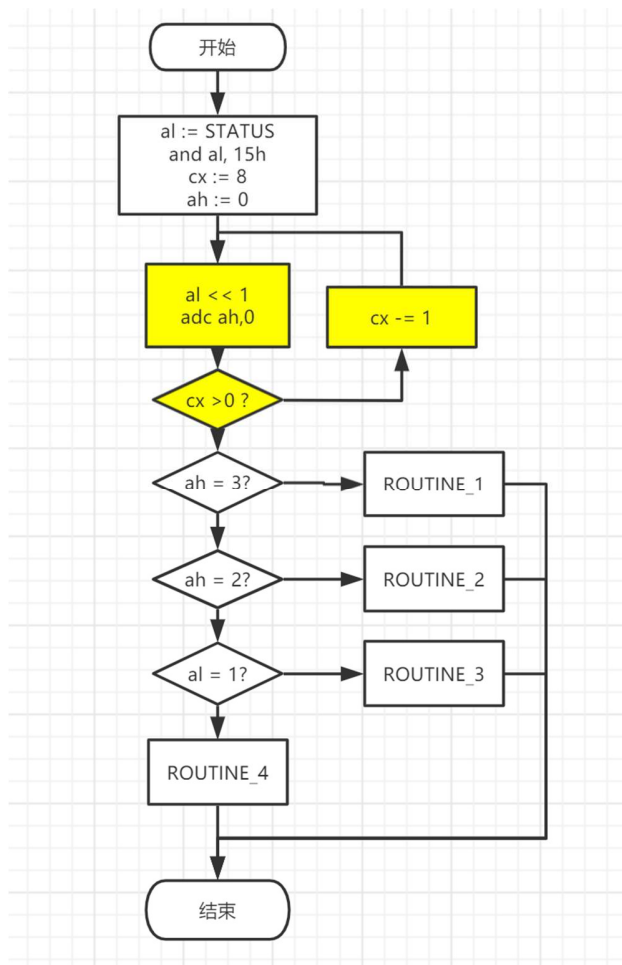 开始
al := STATUS
and al, 15h
cx := 8
ah := 0
al << 1
adc ah,0
cx -= 1
cx >0 ?
ah = 3?
ROUTINE_1
ah = 2?
ROUTINE_2
al = 1?
ROUTINE_3
ROUTINE_4
结束